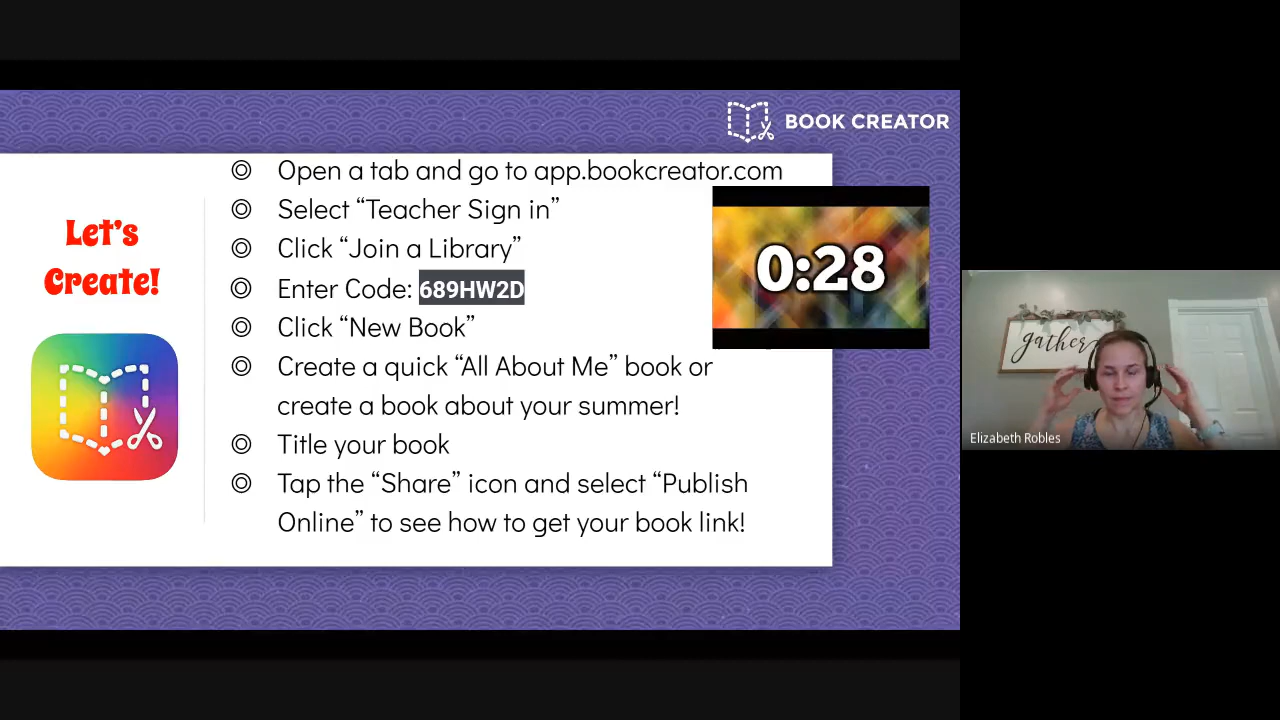 BOOK CREATOR
Let's
Create!
Open a tab and go to app.bookcreator.com
Select “Teacher Sign in”
Click “Join a Library”
Enter Code: 689HW2D
Click “New Book”
Create a quick “All About Me” book or
create a book about your summer!
Title your book
Tap the “Share” icon and select “Publish
Online” to see how to get your book link!
0:28
gather
Elizabeth Robles